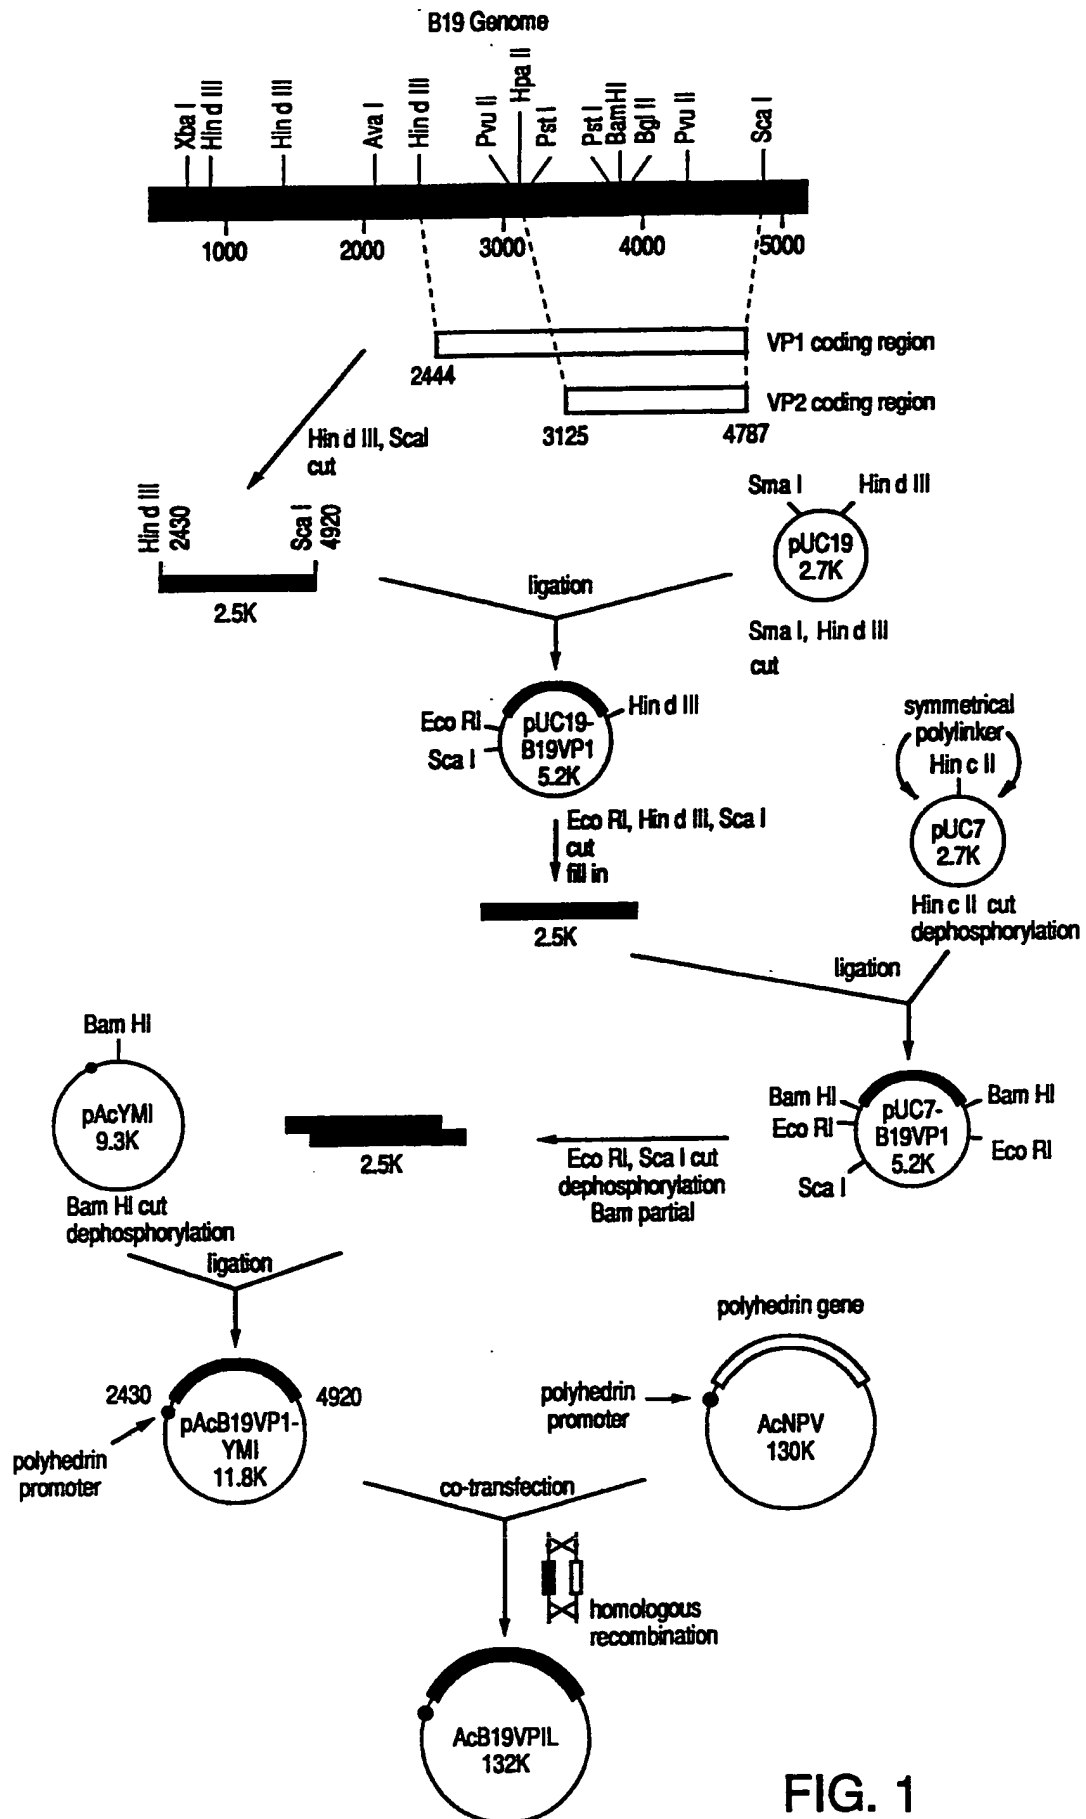 B19 Genome
Xba I
Hin d III
Hin d III
Ava I
Hin d III
Pvu II
Hpa II
Pst I
Pst I
BamHI
Bgl II
Pvu II
Sca I
1000
2000
3000
4000
5000
VP1 coding region
2444
VP2 coding region
3125
4787
Hin d III, ScaI
cut
Hin d III
2430
Sca I
4920
2.5K
Sma I
Hin d III
pUC19
2.7K
ligation
Sma I, Hin d III
cut
Eco RI
Sca I
pUC19-
B19VP1
5.2K
Hin d III
symmetrical
polylinker
Hin c II
pUC7
2.7K
Eco RI, Hin d III, Sca I
cut
fill in
2.5K
Hin c II cut
dephosphorylation
ligation
Bam HI
pAcYMI
9.3K
Bam HI cut
dephosphorylation
2.5K
Eco RI, Sca I cut
dephosphorylation
Bam partial
Bam HI
Eco RI
Sca I
pUC7-
B19VP1
5.2K
Bam HI
Eco RI
ligation
2430
4920
pAcB19VP1-
YMI
11.8K
polyhedrin
promoter
polyhedrin gene
polyhedrin
promoter
AcNPV
130K
co-transfection
homologous
recombination
AcB19VPIL
132K
FIG. 1